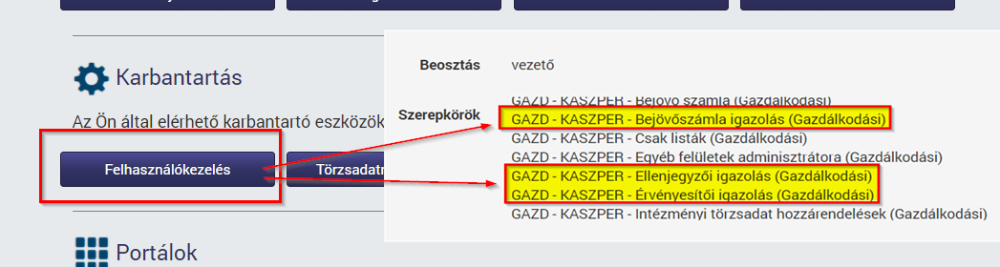 Karbantartás
Az Ön által elérhető karbantartó eszközök
Felhasználókezelés
Törzsadatr
Portálok
Beosztás vezető
Szerepkörök
GAZD - KASZPER - Bejövő számla (Gazdálkodási)
GAZD - KASZPER - Bejövőszámla igazolás (Gazdálkodási)
GAZD - KASZPER - Csak listák (Gazdálkodási)
GAZD - KASZPER - Egyéb felületek adminisztrátora (Gazdálkodási)
GAZD - KASZPER - Ellenjegyzői igazolás (Gazdálkodási)
GAZD - KASZPER - Érvényesítői igazolás (Gazdálkodási)
GAZD - KASZPER - Intézményi törzsadat hozzárendelések (Gazdálkodási)